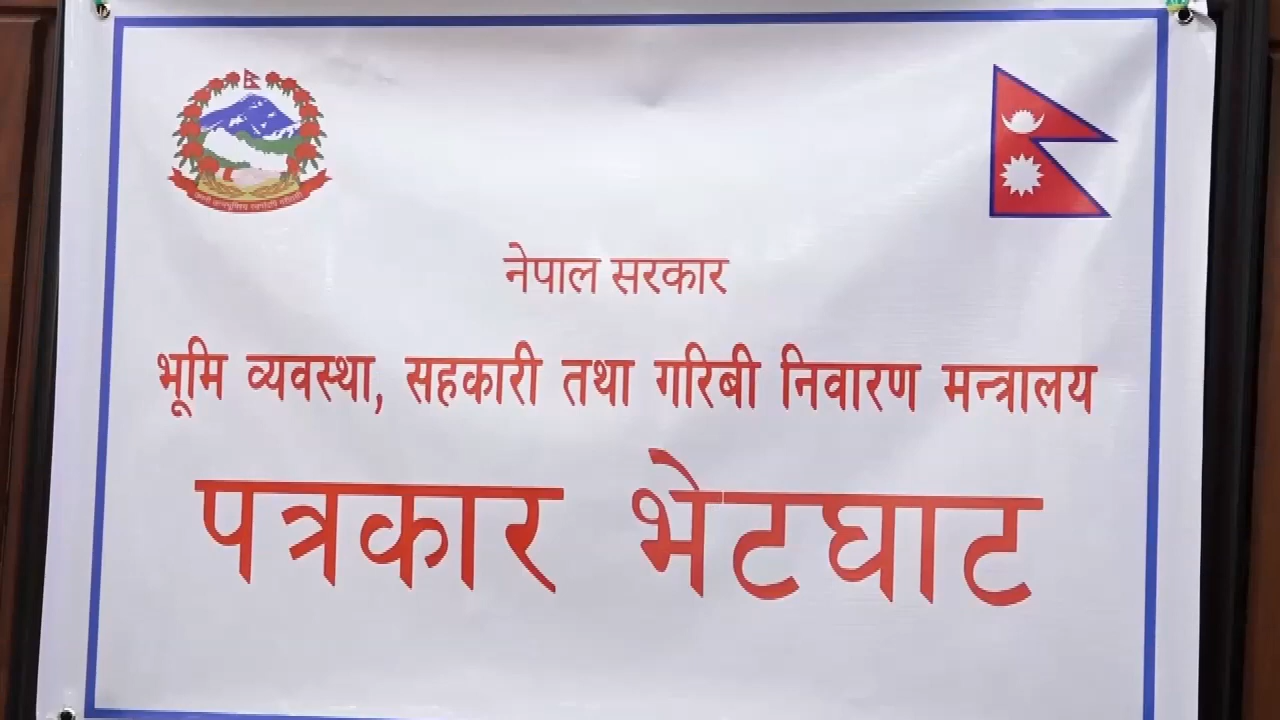 नेपाल सरकार
भूमि व्यवस्था, सहकारी तथा गरिबी निवारण मन्त्रालय
पत्रकार भेटघाट